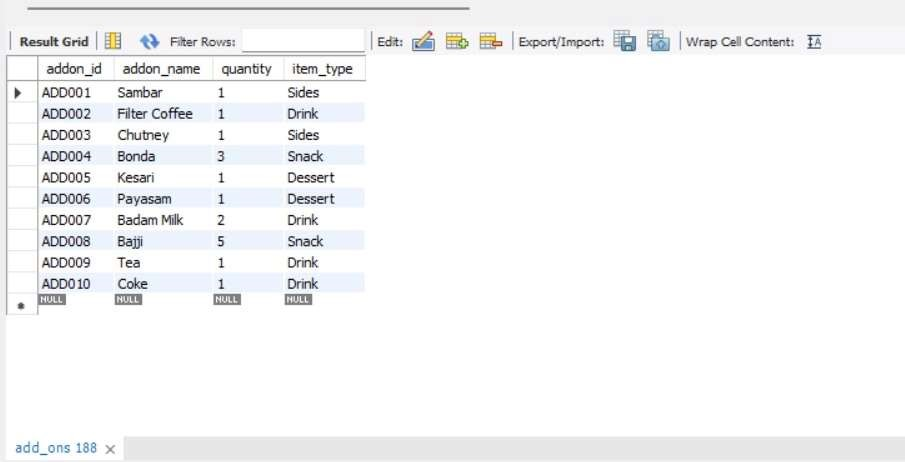 Result Grid Filter Rows: Edit: Export/Import: Wrap Cell Content: IA
addon_id addon_name quantity item_type
ADD001 Sambar 1 Sides
ADD002 Filter Coffee 1 Drink
ADD003 Chutney 1 Sides
ADD004 Bonda 3 Snack
ADD005 Kesari 1 Dessert
ADD006 Payasam 1 Dessert
ADD007 Badam Milk 2 Drink
ADD008 Bajji 5 Snack
ADD009 Tea 1 Drink
ADD010 Coke 1 Drink
NULL NULL NULL NULL
add_ons 188